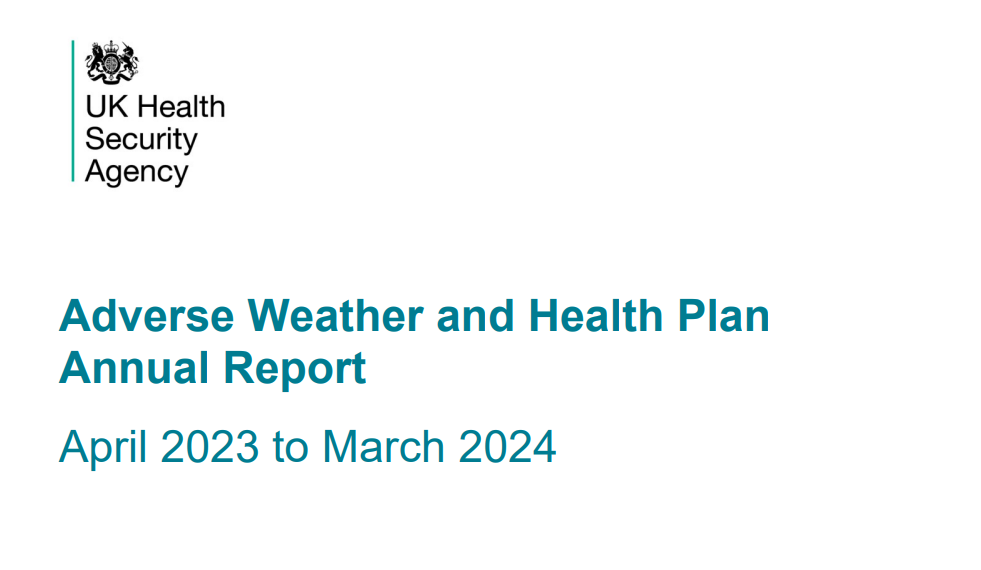 UK Health
Security
Agency
Adverse Weather and Health Plan
Annual Report
April 2023 to March 2024